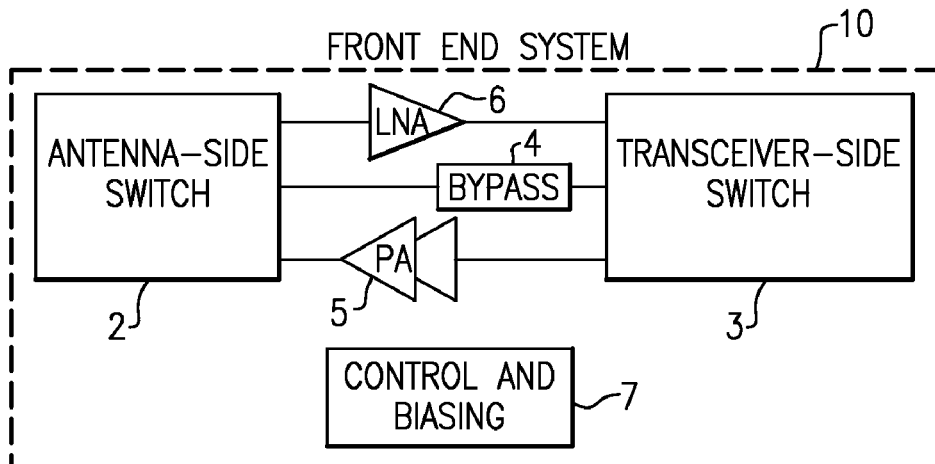 FRONT END SYSTEM
10
ANTENNA-SIDE
SWITCH
2
LNA
6
4
BYPASS
PA
5
TRANSCEIVER-SIDE
SWITCH
3
CONTROL AND
BIASING
7